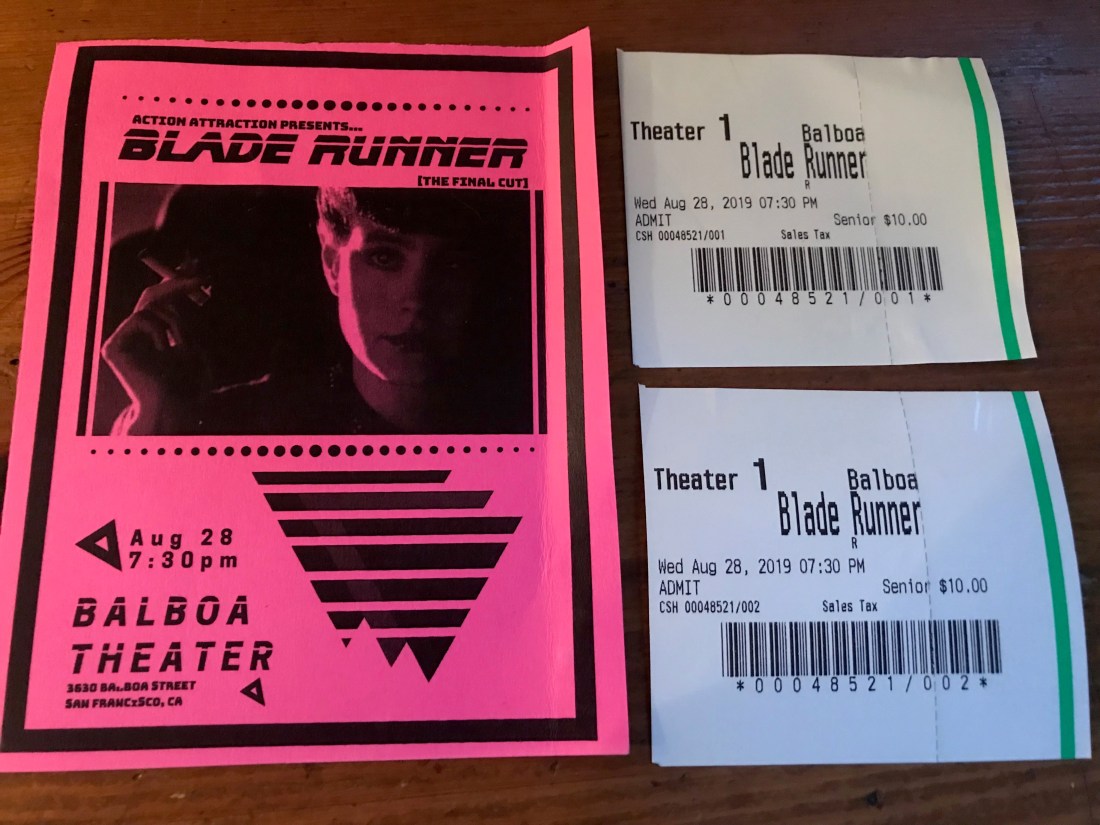 ACTION ATTRACTION PRESENTS...
BLADE RUNNER
[THE FINAL CUT]
Aug 28
7:30pm
BALBOA
THEATER
3630 BALBOA STREET
SAN FRANCISCO, CA
Theater 1 Balboa
Blade Runner
R
Wed Aug 28, 2019 07:30 PM
ADMIT Senior $10.00
CSH 00048521/001 Sales Tax
*00048521/001*
Theater 1 Balboa
Blade Runner
R
Wed Aug 28, 2019 07:30 PM
ADMIT Senior $10.00
CSH 00048521/002 Sales Tax
*00048521/002*